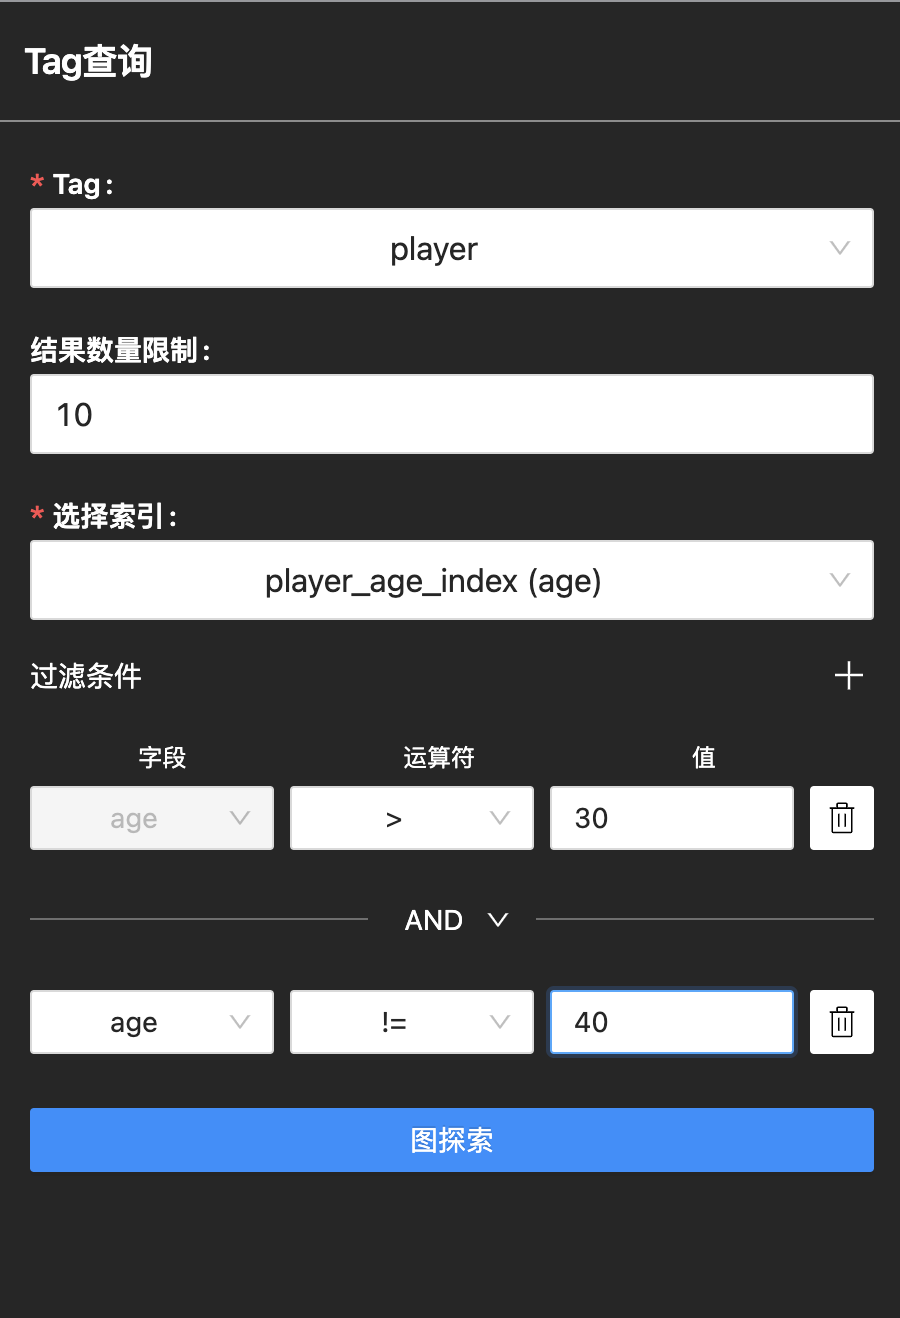 Tag查询
* Tag:
player
结果数量限制:
10
* 选择索引:
player_age_index (age)
过滤条件
字段 运算符 值
age > 30
AND
age != 40
图探索